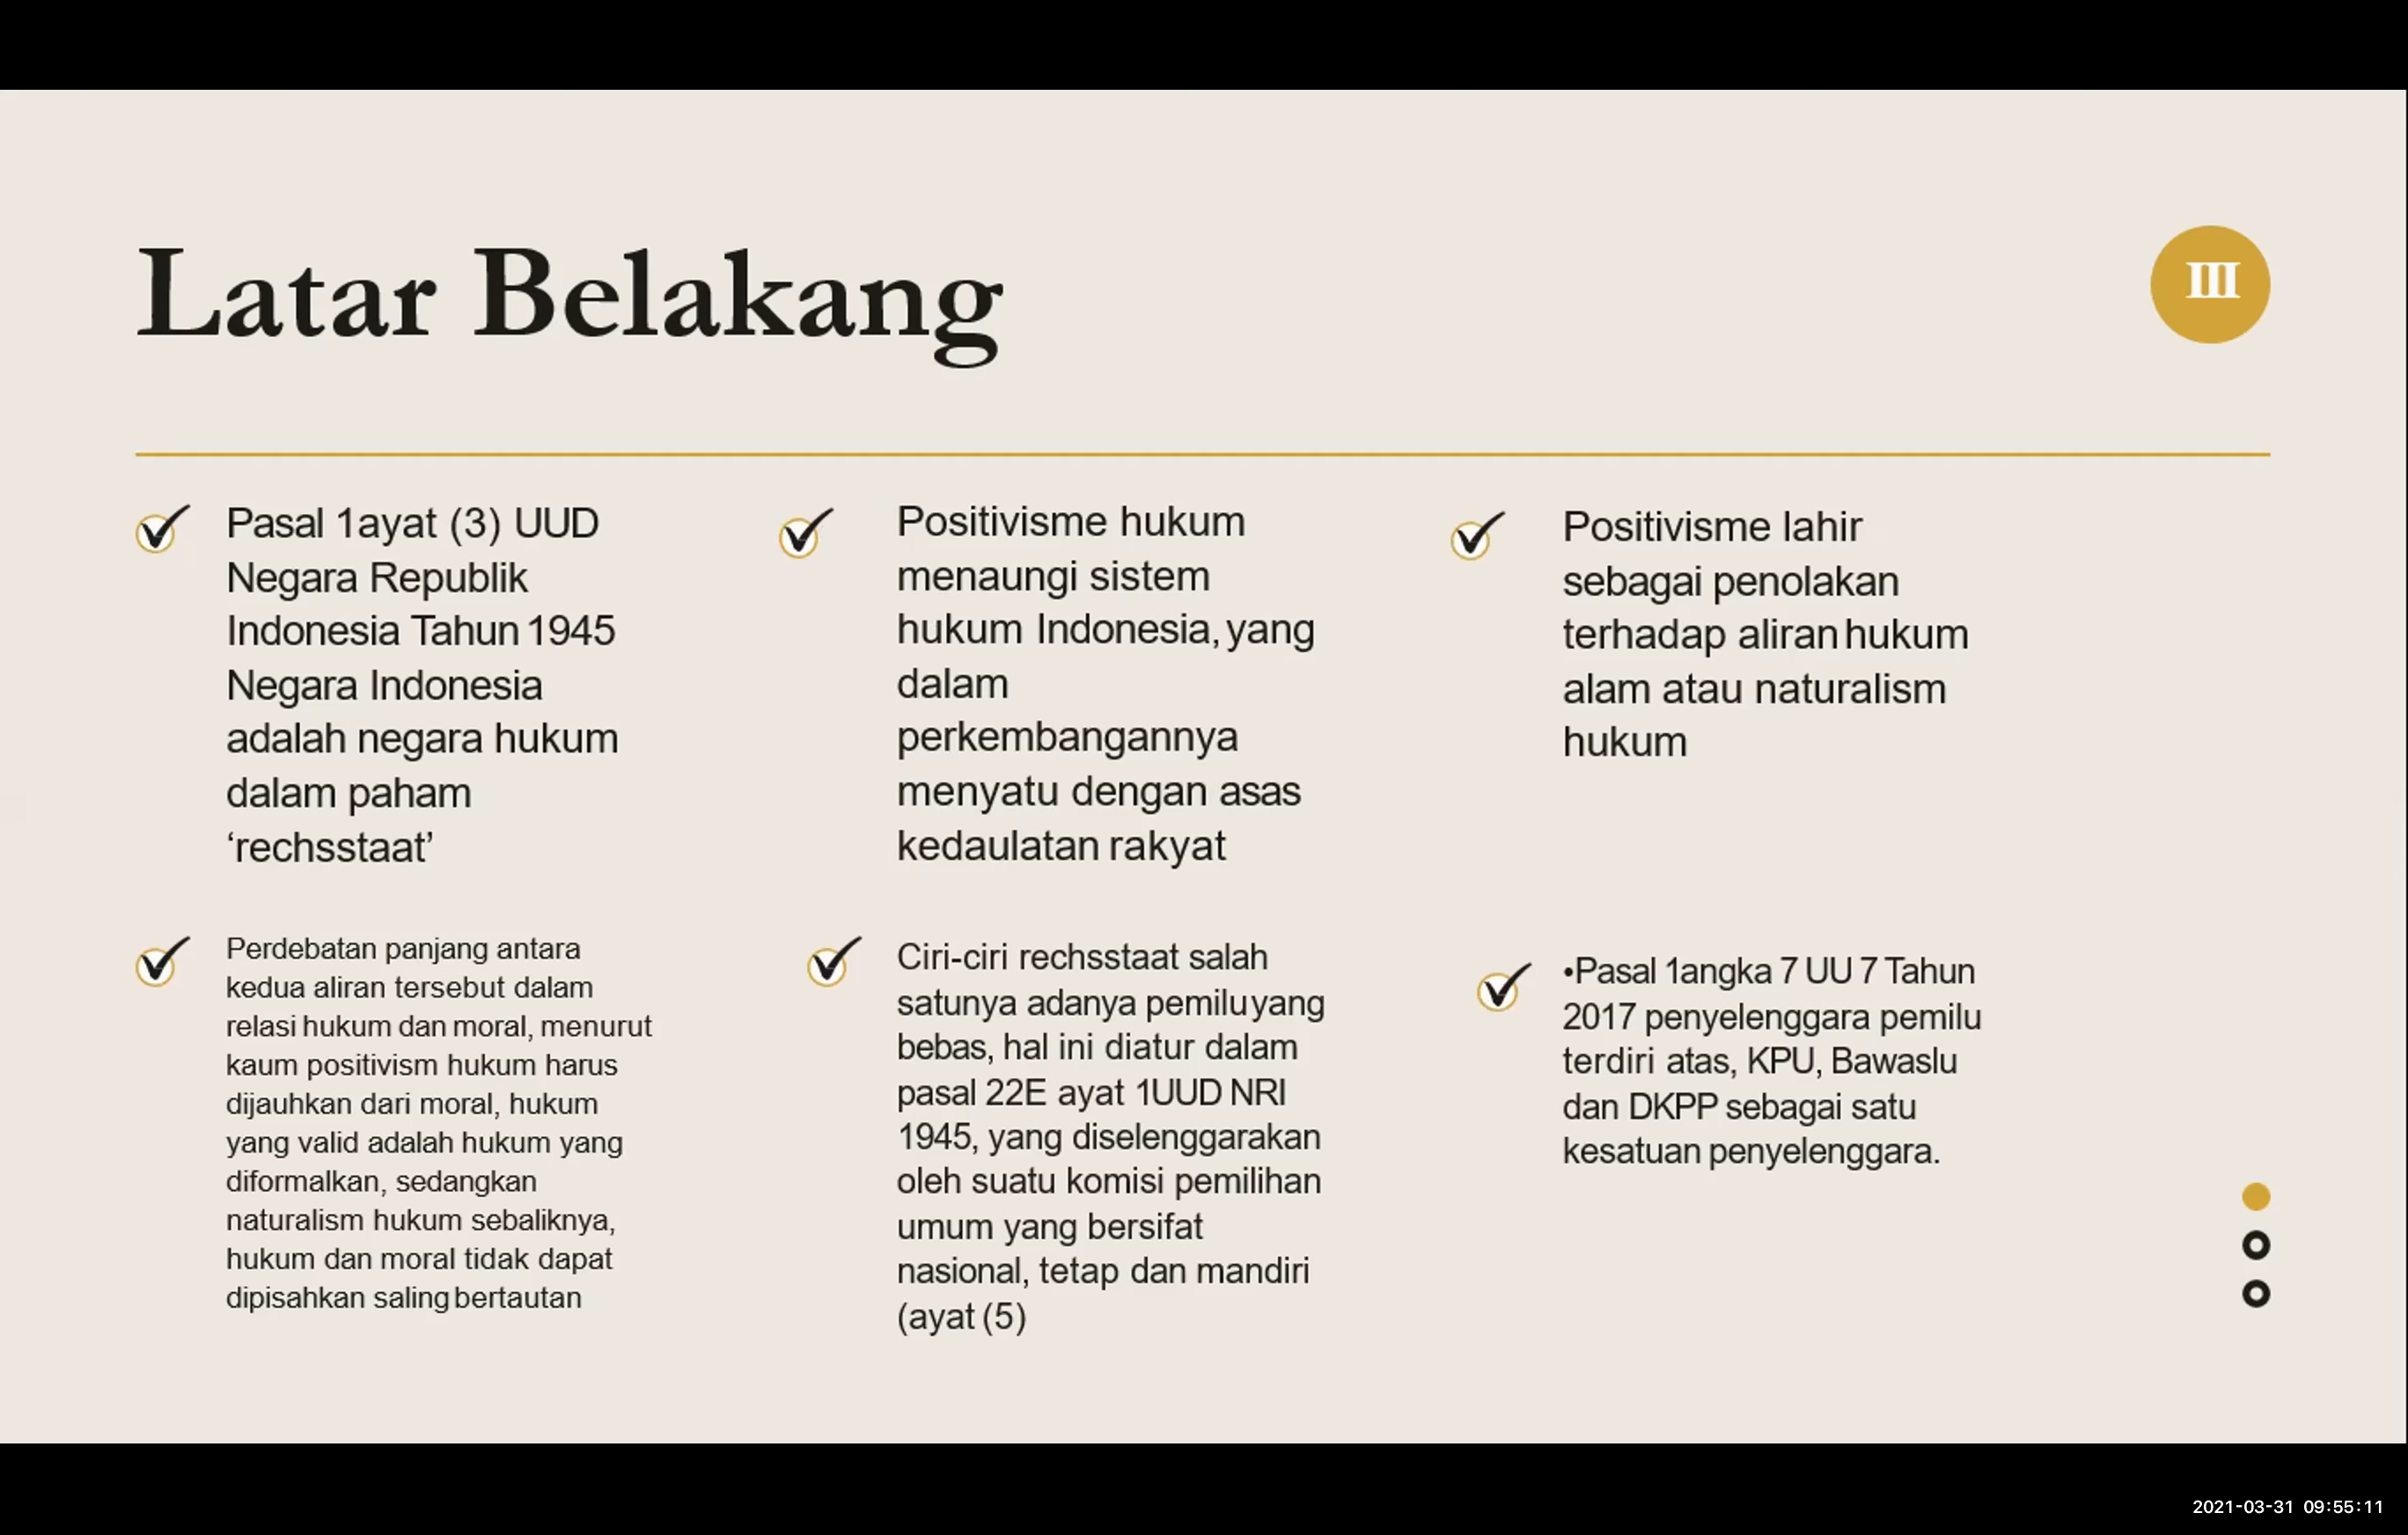 Latar Belakang
III
Pasal 1ayat (3) UUD
Negara Republik
Indonesia Tahun 1945
Negara Indonesia
adalah negara hukum
dalam paham
‘rechsstaat’
Positivisme hukum
menaungi sistem
hukum Indonesia, yang
dalam
perkembangannya
menyatu dengan asas
kedaulatan rakyat
Positivisme lahir
sebagai penolakan
terhadap aliran hukum
alam atau naturalism
hukum
Perdebatan panjang antara
kedua aliran tersebut dalam
relasi hukum dan moral, menurut
kaum positivism hukum harus
dijauhkan dari moral, hukum
yang valid adalah hukum yang
diformalkan, sedangkan
naturalism hukum sebaliknya,
hukum dan moral tidak dapat
dipisahkan saling bertautan
Ciri-ciri rechsstaat salah
satunya adanya pemilu yang
bebas, hal ini diatur dalam
pasal 22E ayat 1UUD NRI
1945, yang diselenggarakan
oleh suatu komisi pemilihan
umum yang bersifat
nasional, tetap dan mandiri
(ayat (5)
•Pasal 1angka 7 UU 7 Tahun
2017 penyelenggara pemilu
terdiri atas, KPU, Bawaslu
dan DKPP sebagai satu
kesatuan penyelenggara.
2021-03-31 09:55:11